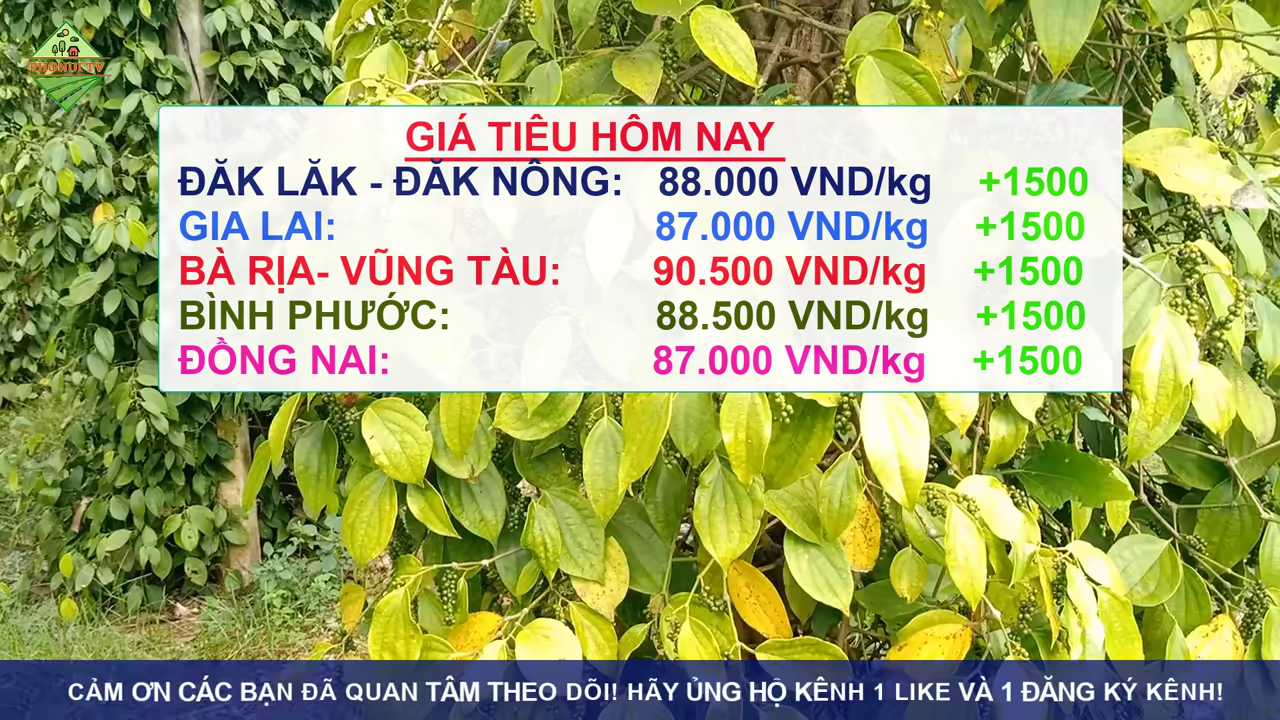 PHONUI TV
GIÁ TIÊU HÔM NAY
ĐĂK LĂK - ĐĂK NÔNG: 88.000 VND/kg +1500
GIA LAI: 87.000 VND/kg +1500
BÀ RỊA- VŨNG TÀU: 90.500 VND/kg +1500
BÌNH PHƯỚC: 88.500 VND/kg +1500
ĐỒNG NAI: 87.000 VND/kg +1500
CẢM ƠN CÁC BẠN ĐÃ QUAN TÂM THEO DÕI! HÃY ỦNG HỘ KÊNH 1 LIKE VÀ 1 ĐĂNG KÝ KÊNH!